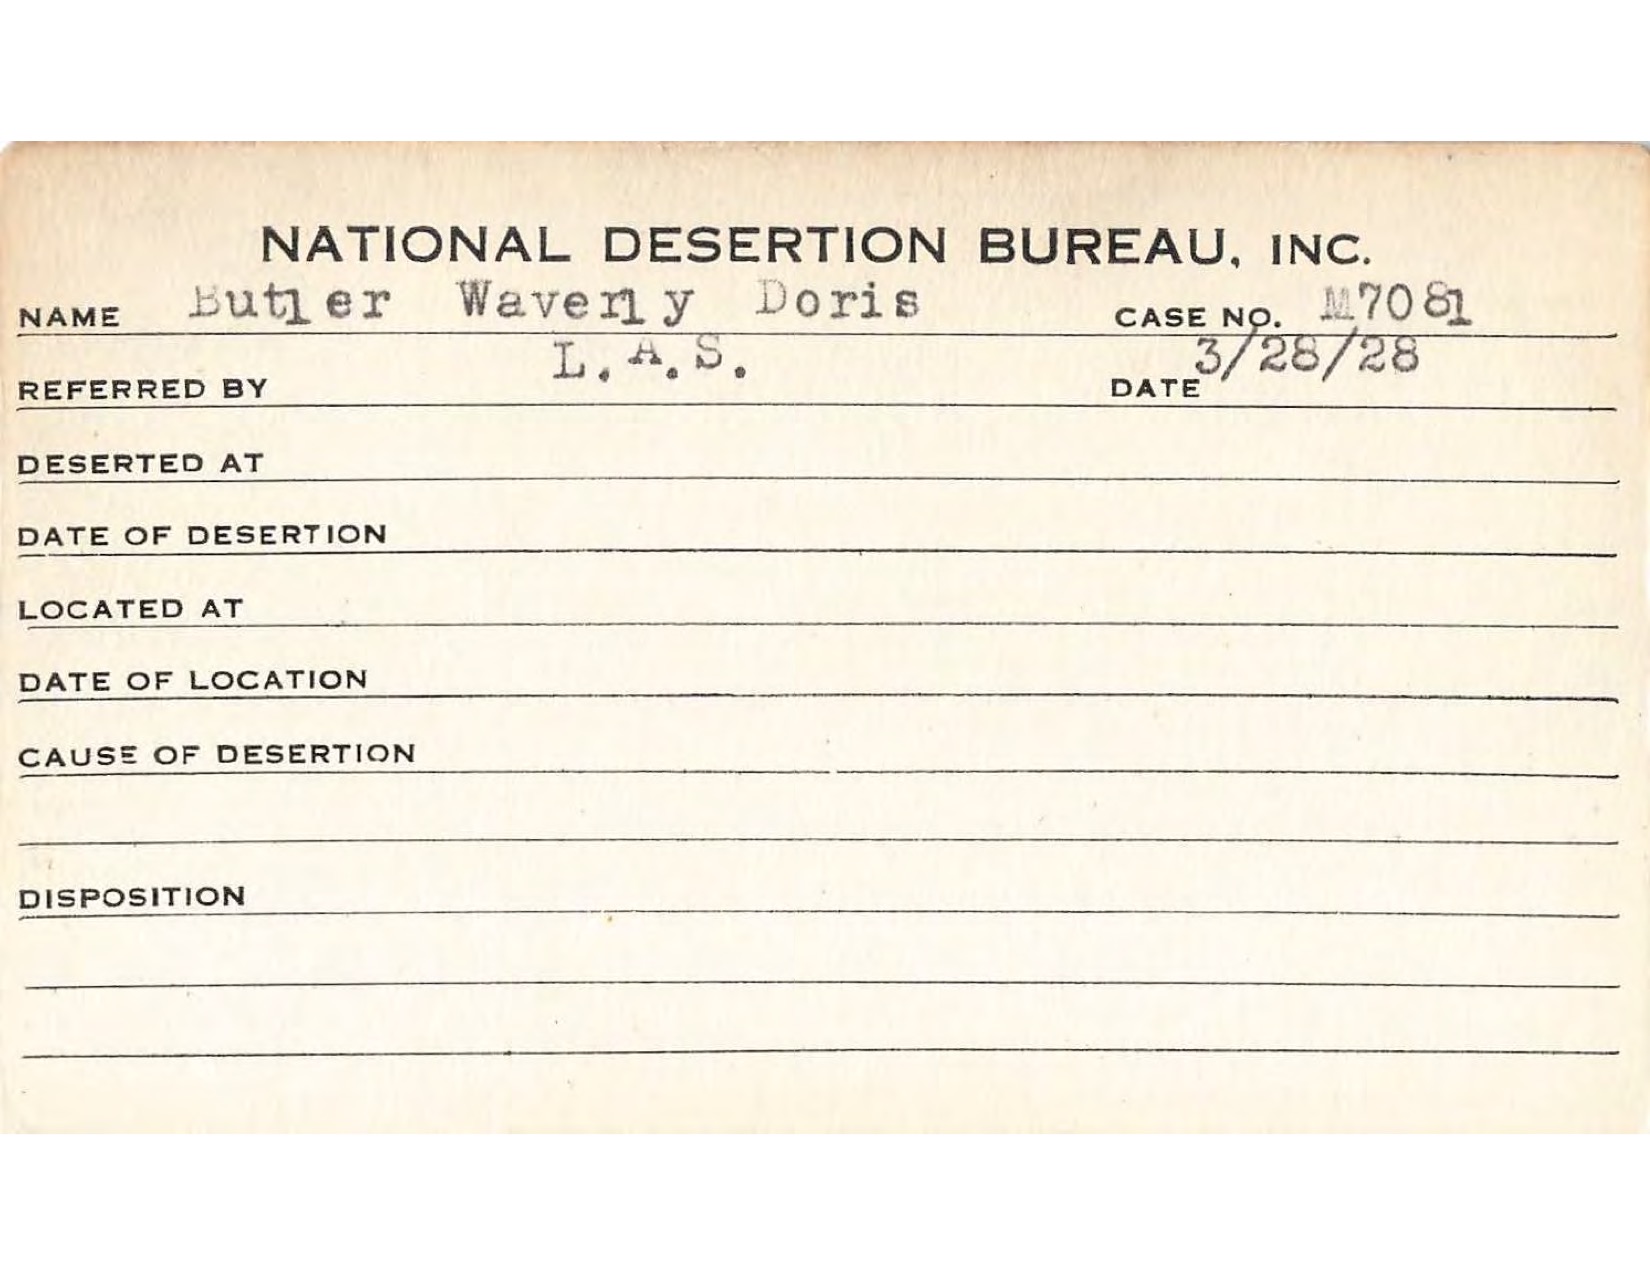 NATIONAL DESERTION BUREAU, INC.
NAME Butler Waverly Doris CASE NO. M7081
REFERRED BY L.A.S. DATE 3/28/28
DESERTED AT
DATE OF DESERTION
LOCATED AT
DATE OF LOCATION
CAUSE OF DESERTION
DISPOSITION